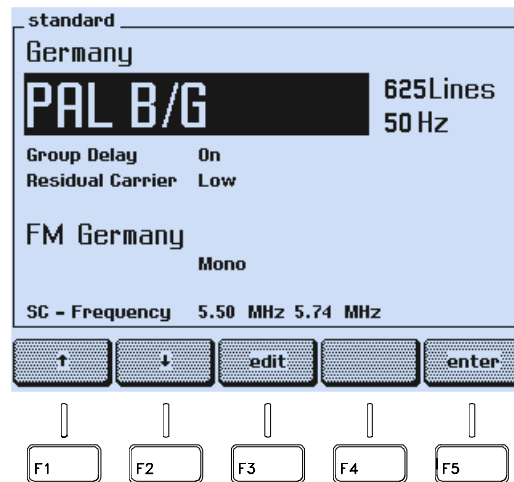 standard
Germany
PAL B/G
625Lines
50 Hz
Group Delay On
Residual Carrier Low
FM Germany
Mono
SC - Frequency 5.50 MHz 5.74 MHz
↑ ↓ edit enter
F1 F2 F3 F4 F5